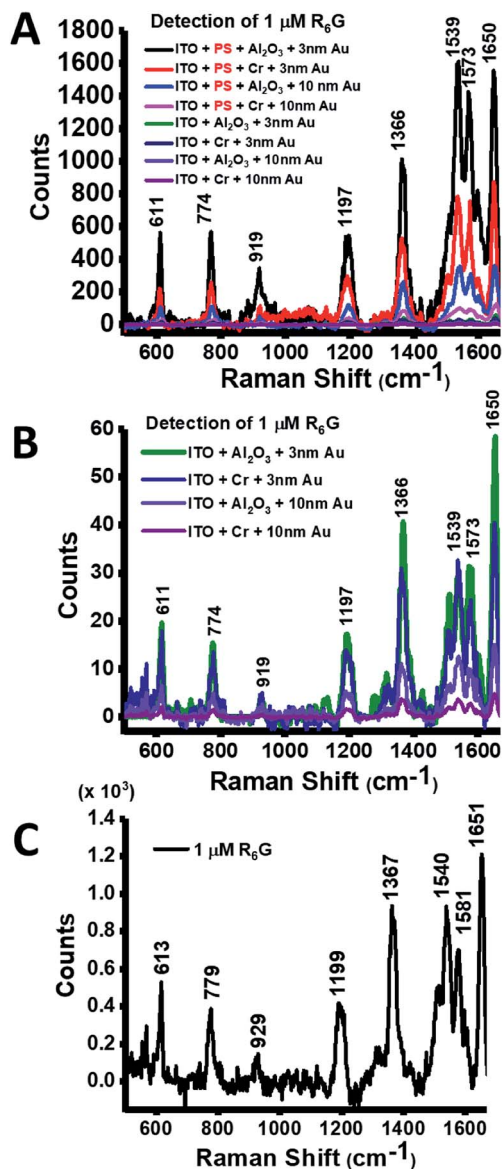 A
Detection of 1 μM R₆G
ITO + PS + Al₂O₃ + 3nm Au
ITO + PS + Cr + 3nm Au
ITO + PS + Al₂O₃ + 10 nm Au
ITO + PS + Cr + 10nm Au
ITO + Al₂O₃ + 3nm Au
ITO + Cr + 3nm Au
ITO + Al₂O₃ + 10nm Au
ITO + Cr + 10nm Au
611
774
919
1197
1366
1539
1573
1650
Counts
1800
1600
1400
1200
1000
800
600
400
200
0
600 800 1000 1200 1400 1600
Raman Shift (cm⁻¹)
B
Detection of 1 μM R₆G
ITO + Al₂O₃ + 3nm Au
ITO + Cr + 3nm Au
ITO + Al₂O₃ + 10nm Au
ITO + Cr + 10nm Au
611
774
919
1197
1366
1539
1573
1650
Counts
60
50
40
30
20
10
0
600 800 1000 1200 1400 1600
Raman Shift (cm⁻¹)
C
(x 10³)
1 μM R₆G
613
779
929
1199
1367
1540
1581
1651
Counts
1.4
1.2
1.0
0.8
0.6
0.4
0.2
0.0
600 800 1000 1200 1400 1600
Raman Shift (cm⁻¹)